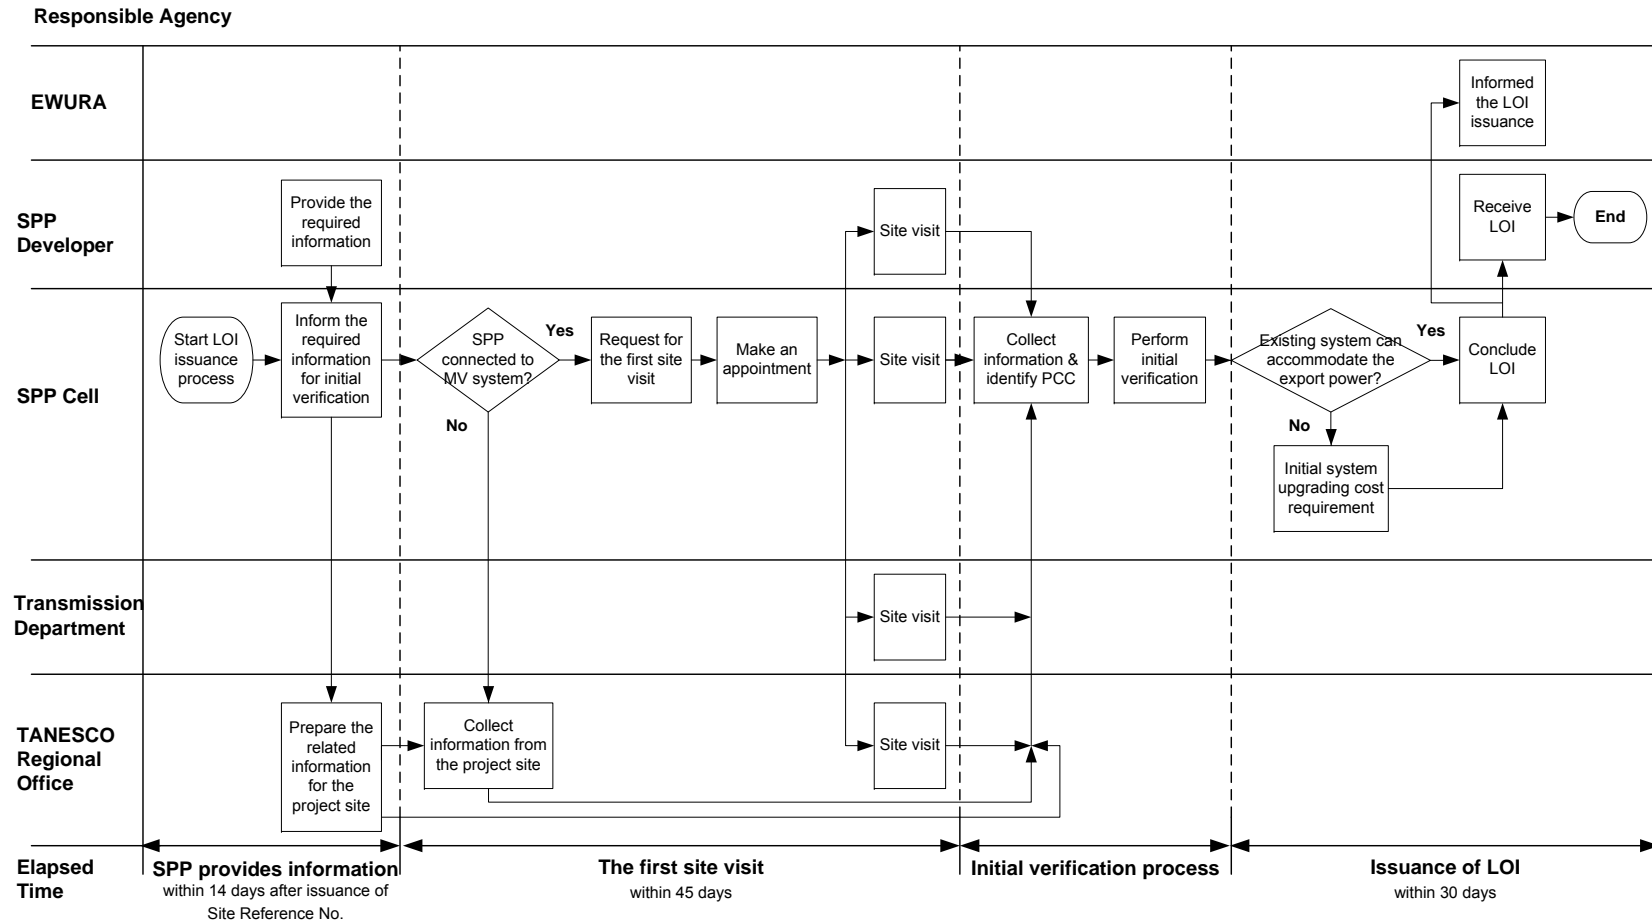 Responsible Agency
EWURA
Informed
the LOI
issuance
SPP
Developer
Provide the
required
information
Site visit
Receive
LOI
End
SPP Cell
Start LOI
issuance
process
Inform the
required
information
for initial
verification
SPP
connected to
MV system?
Yes
No
Request for
the first site
visit
Make an
appointment
Site visit
Collect
information &
identify PCC
Perform
initial
verification
Existing system can
accommodate the
export power?
Yes
No
Conclude
LOI
Initial system
upgrading cost
requirement
Transmission
Department
Site visit
TANESCO
Regional
Office
Prepare the
related
information
for the
project site
Collect
information from
the project site
Site visit
Elapsed
Time
SPP provides information
within 14 days after issuance of
Site Reference No.
The first site visit
within 45 days
Initial verification process
Issuance of LOI
within 30 days